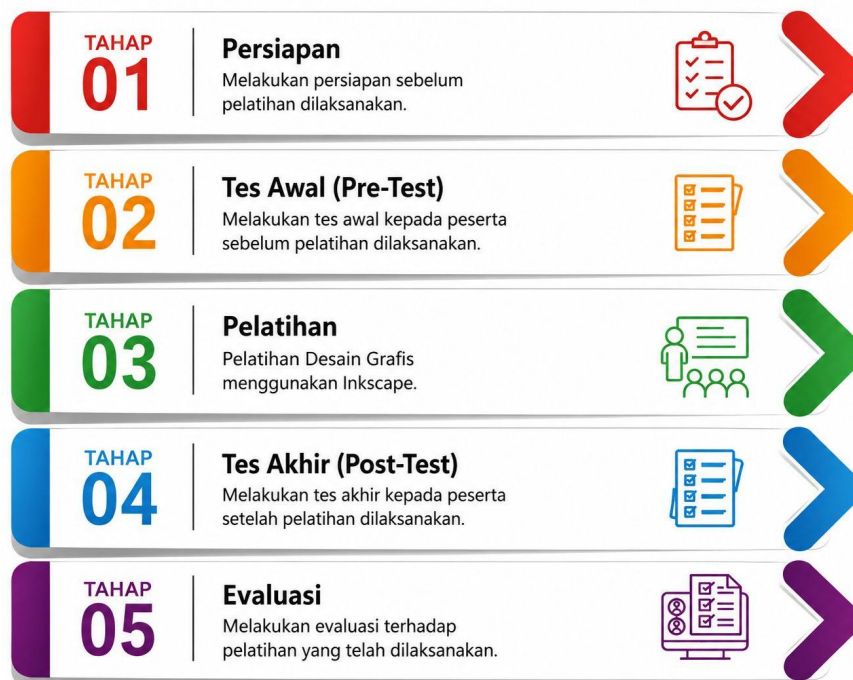 TAHAP
01
Persiapan
Melakukan persiapan sebelum
pelatihan dilaksanakan.
TAHAP
02
Tes Awal (Pre-Test)
Melakukan tes awal kepada peserta
sebelum pelatihan dilaksanakan.
TAHAP
03
Pelatihan
Pelatihan Desain Grafis
menggunakan Inkscape.
TAHAP
04
Tes Akhir (Post-Test)
Melakukan tes akhir kepada peserta
setelah pelatihan dilaksanakan.
TAHAP
05
Evaluasi
Melakukan evaluasi terhadap
pelatihan yang telah dilaksanakan.